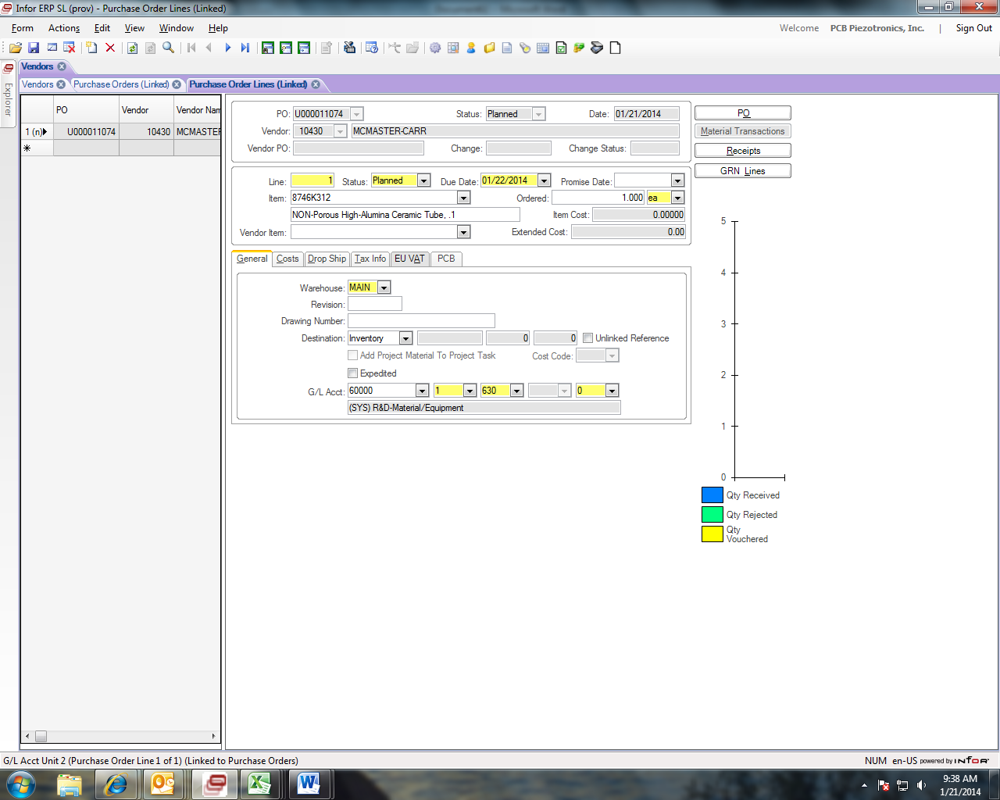 Infor ERP SL (prov) - Purchase Order Lines (Linked)
Form Actions Edit View Window Help
Welcome PCB Piezotronics, Inc. | Sign Out
Explorer
Vendors
Vendors Purchase Orders (Linked) Purchase Order Lines (Linked)
PO Vendor Vendor Nam
1 (n) U000011074 10430 MCMASTER
PO: U000011074 Status: Planned Date: 01/21/2014
Vendor: 10430 MCMASTER-CARR
Vendor PO: Change: Change Status:
PO
Material Transactions
Receipts
GRN Lines
Line: 1 Status: Planned Due Date: 01/22/2014 Promise Date:
Item: 8746K312 Ordered: 1.000 ea
NON-Porous High-Alumina Ceramic Tube, .1 Item Cost: 0.00000
Vendor Item: Extended Cost: 0.00
General Costs Drop Ship Tax Info EU VAT PCB
Warehouse: MAIN
Revision:
Drawing Number:
Destination: Inventory 0 0 Unlinked Reference
Add Project Material To Project Task Cost Code:
Expedited
G/L Acct: 60000 1 630 0
(SYS) R&D-Material/Equipment
5
4
3
2
1
0
Qty Received
Qty Rejected
Qty
Vouchered
G/L Acct Unit 2 (Purchase Order Line 1 of 1) (Linked to Purchase Orders)
NUM en-US powered by INFOR
9:38 AM
1/21/2014